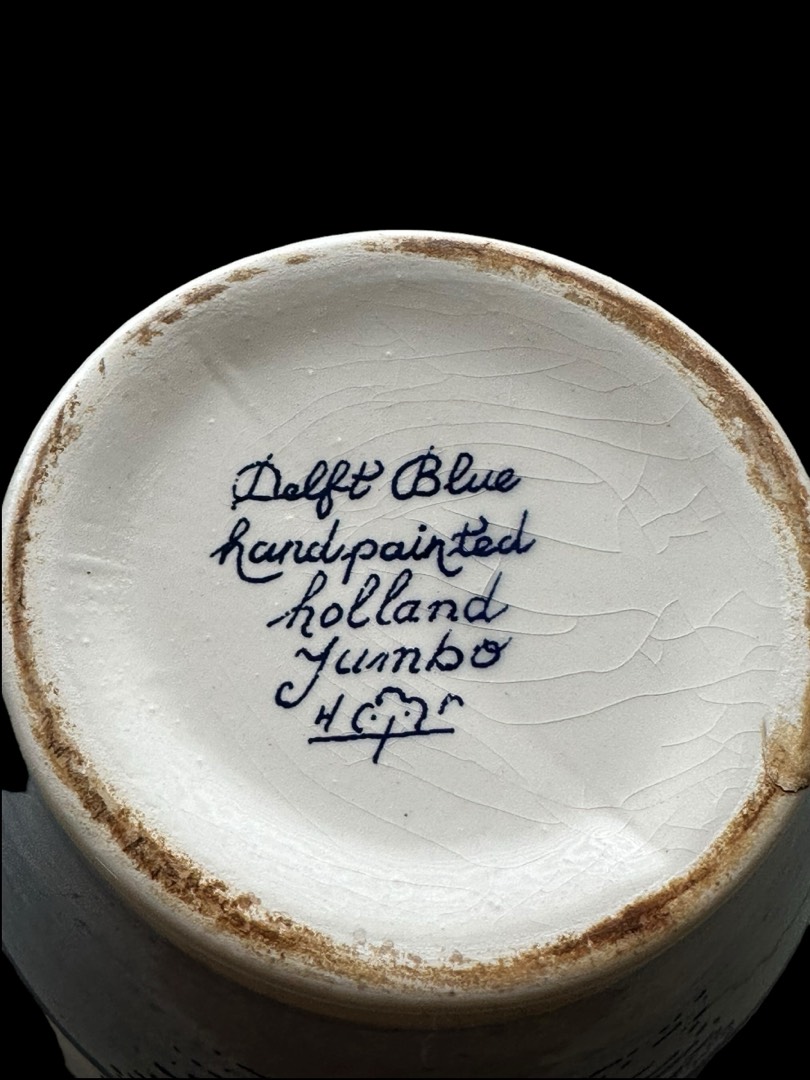 Delft Blue
handpainted
holland
Jumbo